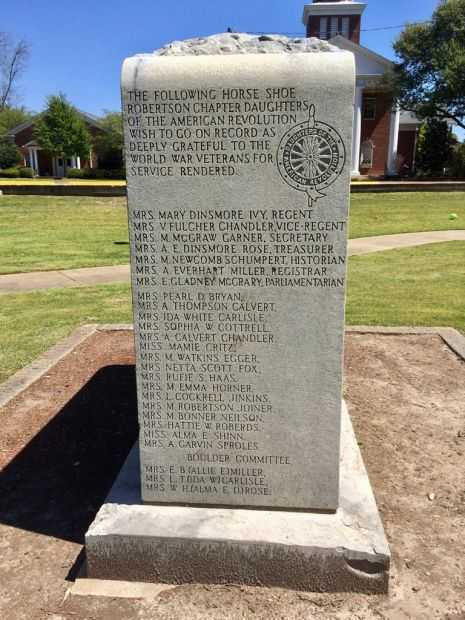 THE FOLLOWING HORSE SHOE
ROBERTSON CHAPTER DAUGHTERS
OF THE AMERICAN REVOLUTION
WISH TO GO ON RECORD AS
DEEPLY GRATEFUL TO THE
WORLD WAR VETERANS FOR
SERVICE RENDERED.
MRS. MARY DINSMORE IVY, REGENT
MRS. V. FULCHER CHANDLER, VICE-REGENT
MRS. M. MCGRAW GARNER, SECRETARY
MRS. A. E. DINSMORE ROSE, TREASURER
MRS. M. NEWCOMB SCHUMPERT, HISTORIAN
MRS. A. EVERHART MILLER, REGISTRAR
MRS. E. GLADNEY MCCRARY, PARLIAMENTARIAN
MRS. PEARL D. BRYAN,
MRS. A. THOMPSON CALVERT,
MRS. IDA WHITE CARLISLE,
MRS. SOPHIA W. COTTRELL,
MRS. A. CALVERT CHANDLER,
MISS. MAMIE CRITZ,
MRS. M. WATKINS EGGER,
MRS. NETTA SCOTT FOX,
MRS. RUFIE S. HAAS,
MRS. M. EMMA HORNER,
MRS. L. COCKRELL JINKINS,
MRS. M. ROBERTSON JOINER,
MRS. M. BONNER NEILSON,
MRS. HATTIE W. ROBERDS,
MISS. ALMA E. SHINN,
MRS. A. GARVIN SPROLES
BOULDER COMMITTEE
MRS. E. B. (ALLIE E.) MILLER,
MRS. L. T. (IDA W.) CARLISLE,
MRS. W. H. (ALMA E. D.) ROSE.